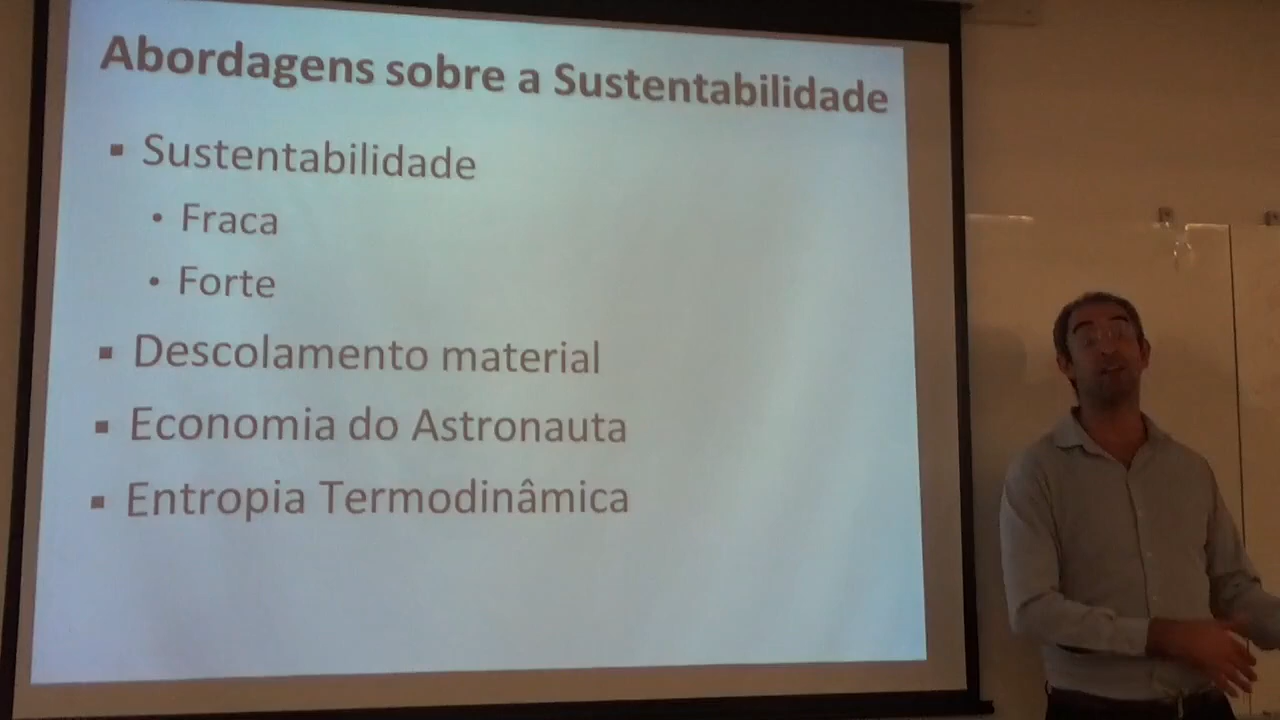 Abordagens sobre a Sustentabilidade
▪ Sustentabilidade
• Fraca
• Forte
▪ Descolamento material
▪ Economia do Astronauta
▪ Entropia Termodinâmica